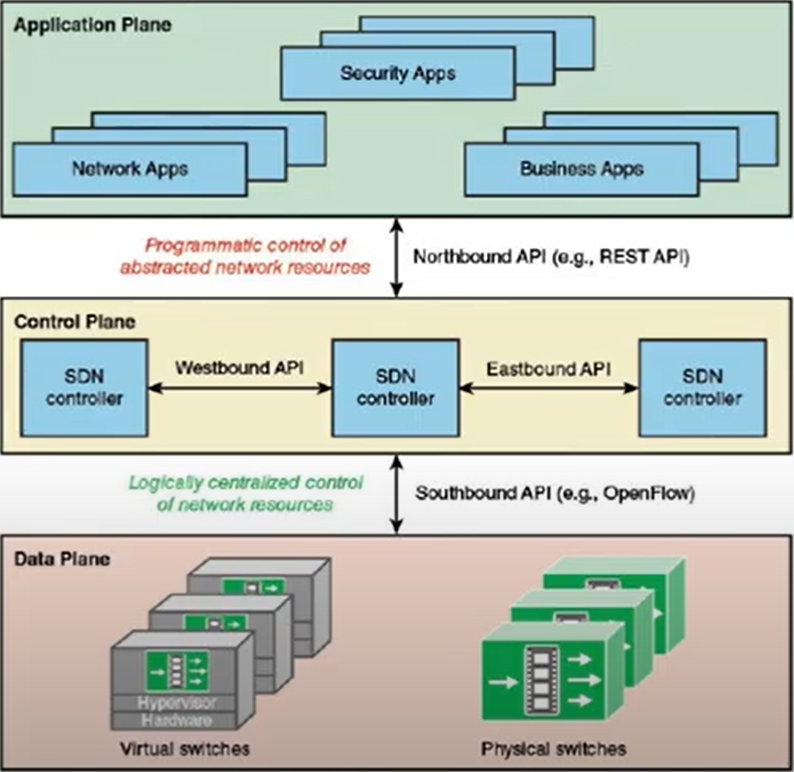 Application Plane
Security Apps
Network Apps
Business Apps
Programmatic control of
abstracted network resources
Northbound API (e.g., REST API)
Control Plane
SDN
controller
Westbound API
SDN
controller
Eastbound API
SDN
controller
Logically centralized control
of network resources
Southbound API (e.g., OpenFlow)
Data Plane
Hypervisor
Hardware
Virtual switches
Physical switches